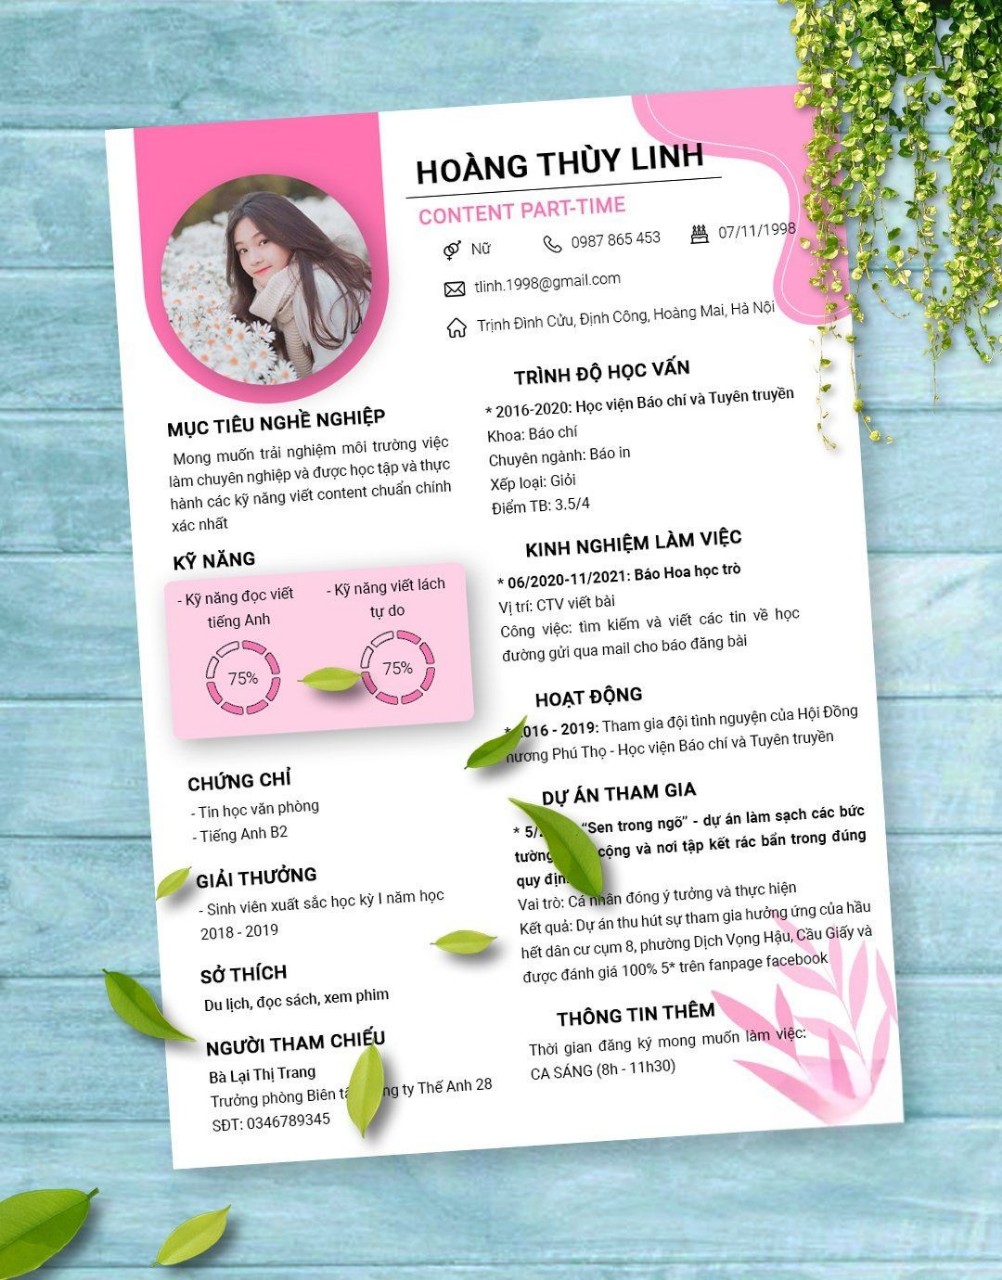 HOÀNG THÙY LINH
CONTENT PART-TIME
Nữ
0987 865 453
07/11/1998
tlinh.1998@gmail.com
Trịnh Đình Cửu, Định Công, Hoàng Mai, Hà Nội
MỤC TIÊU NGHỀ NGHIỆP
Mong muốn trải nghiệm môi trường việc
làm chuyên nghiệp và được học tập và thực
hành các kỹ năng viết content chuẩn chính
xác nhất
KỸ NĂNG
- Kỹ năng đọc viết
tiếng Anh
75%
- Kỹ năng viết lách
tự do
75%
CHỨNG CHỈ
- Tin học văn phòng
- Tiếng Anh B2
GIẢI THƯỞNG
- Sinh viên xuất sắc học kỳ I năm học
2018 - 2019
SỞ THÍCH
Du lịch, đọc sách, xem phim
NGƯỜI THAM CHIẾU
Bà Lại Thị Trang
Trưởng phòng Biên ty Thế Anh 28
SĐT: 0346789345
TRÌNH ĐỘ HỌC VẤN
* 2016-2020: Học viện Báo chí và Tuyên truyền
Khoa: Báo chí
Chuyên ngành: Báo in
Xếp loại: Giỏi
Điểm TB: 3.5/4
KINH NGHIỆM LÀM VIỆC
* 06/2020-11/2021: Báo Hoa học trò
Vị trí: CTV viết bài
Công việc: tìm kiếm và viết các tin về học
đường gửi qua mail cho báo đăng bài
HOẠT ĐỘNG
* 2016 - 2019: Tham gia đội tình nguyện của Hội Đồng
hương Phú Thọ - Học viện Báo chí và Tuyên truyền
DỰ ÁN THAM GIA
* 5/ “Sen trong ngõ” - dự án làm sạch các bức
tường cộng và nơi tập kết rác bẩn trong đúng
quy định
Vai trò: Cá nhân đóng ý tưởng và thực hiện
Kết quả: Dự án thu hút sự tham gia hưởng ứng của hầu
hết dân cư cụm 8, phường Dịch Vọng Hậu, Cầu Giấy và
được đánh giá 100% 5* trên fanpage facebook
THÔNG TIN THÊM
Thời gian đăng ký mong muốn làm việc:
CA SÁNG (8h - 11h30)